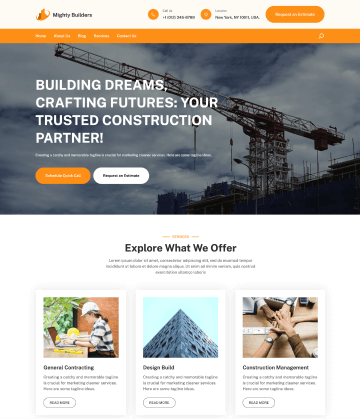 Mighty Builders
Call Us
+1 (212) 345-6789
Location
New York, NY 10001, USA
Request an Estimate
Home About Us Blog Services Contact Us
BUILDING DREAMS,
CRAFTING FUTURES: YOUR
TRUSTED CONSTRUCTION
PARTNER!
Creating a catchy and memorable tagline is crucial for marketing cleaner services. Here are some tagline ideas.
Schedule Quick Call
Request an Estimate
SERVICES
Explore What We Offer
Lorem ipsum dolor sit amet, consectetur adipiscing elit, sed do eiusmod tempor
incididunt ut labore et dolore magna aliqua. Ut enim ad minim veniam, quis nostrud
exercitation ullamco laboris
General Contracting
Creating a catchy and memorable tagline
is crucial for marketing cleaner services.
Here are some tagline ideas.
READ MORE
Design Build
Creating a catchy and memorable tagline
is crucial for marketing cleaner services.
Here are some tagline ideas.
READ MORE
Construction Management
Creating a catchy and memorable tagline
is crucial for marketing cleaner services.
Here are some tagline ideas.
READ MORE